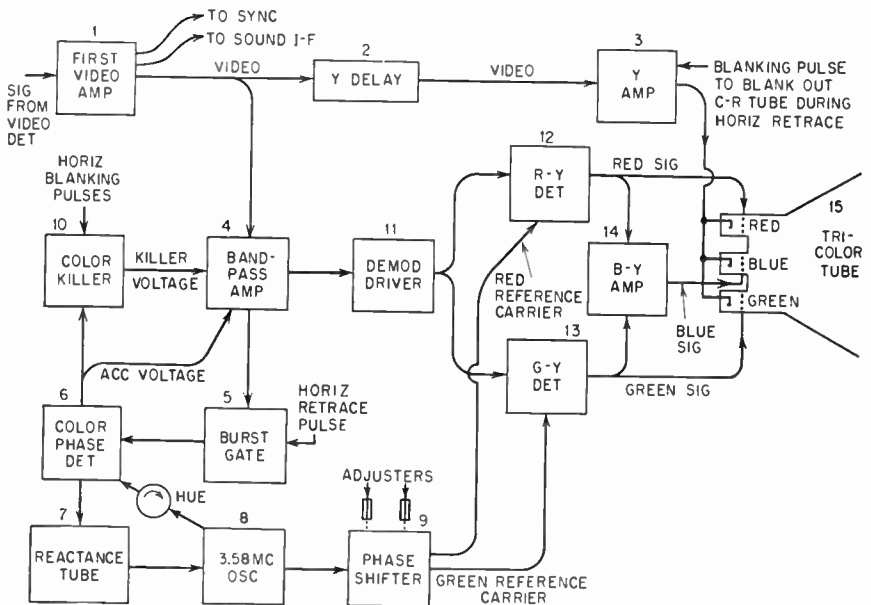 TO SYNC
TO SOUND I-F
1
FIRST
VIDEO
AMP
SIG
FROM
VIDEO
DET
VIDEO
2
Y DELAY
VIDEO
3
Y
AMP
BLANKING PULSE
TO BLANK OUT
C-R TUBE DURING
HORIZ RETRACE
HORIZ
BLANKING
PULSES
10
COLOR
KILLER
KILLER
VOLTAGE
4
BAND-
PASS
AMP
11
DEMOD
DRIVER
12
R-Y
DET
RED SIG
RED
REFERENCE
CARRIER
14
B-Y
AMP
BLUE
SIG
13
G-Y
DET
GREEN SIG
15
TRI-
COLOR
TUBE
RED
BLUE
GREEN
ACC VOLTAGE
6
COLOR
PHASE
DET
5
BURST
GATE
HORIZ
RETRACE
PULSE
HUE
7
REACTANCE
TUBE
8
3.58MC
OSC
ADJUSTERS
9
PHASE
SHIFTER
GREEN REFERENCE
CARRIER